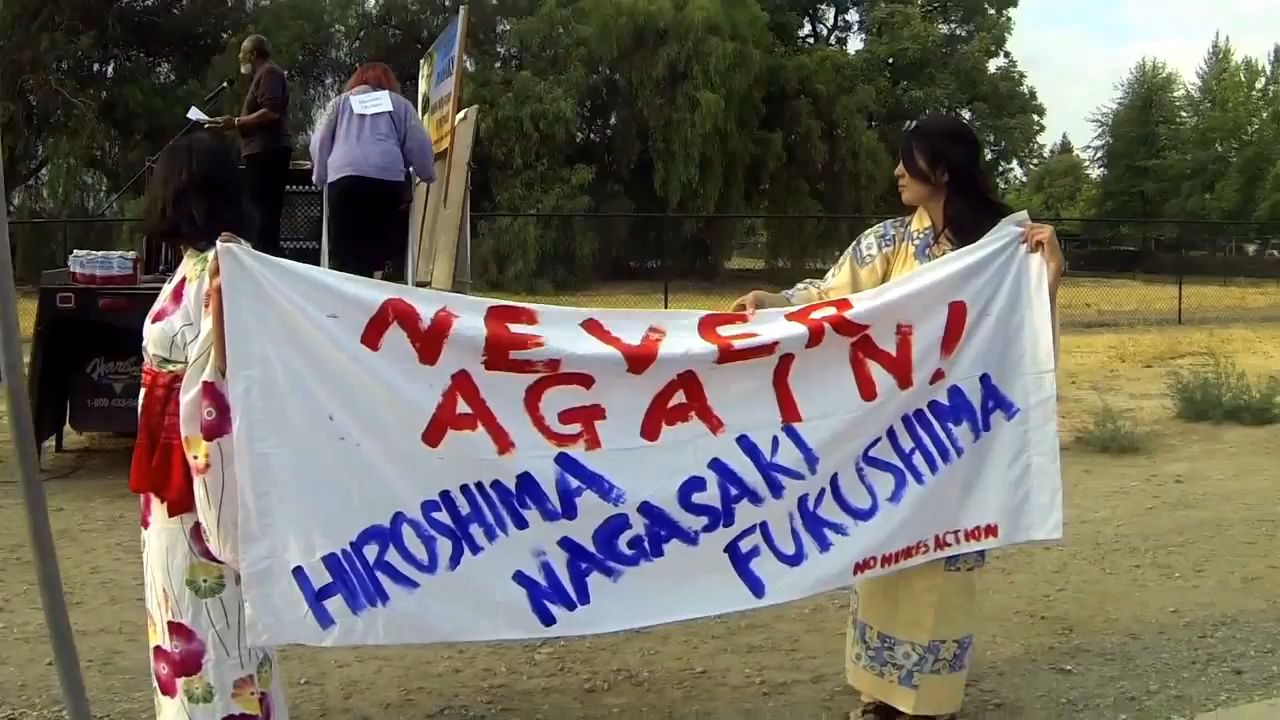 NEVER
AGAIN!
HIROSHIMA
NAGASAKI
FUKUSHIMA
NO NUKES ACTION